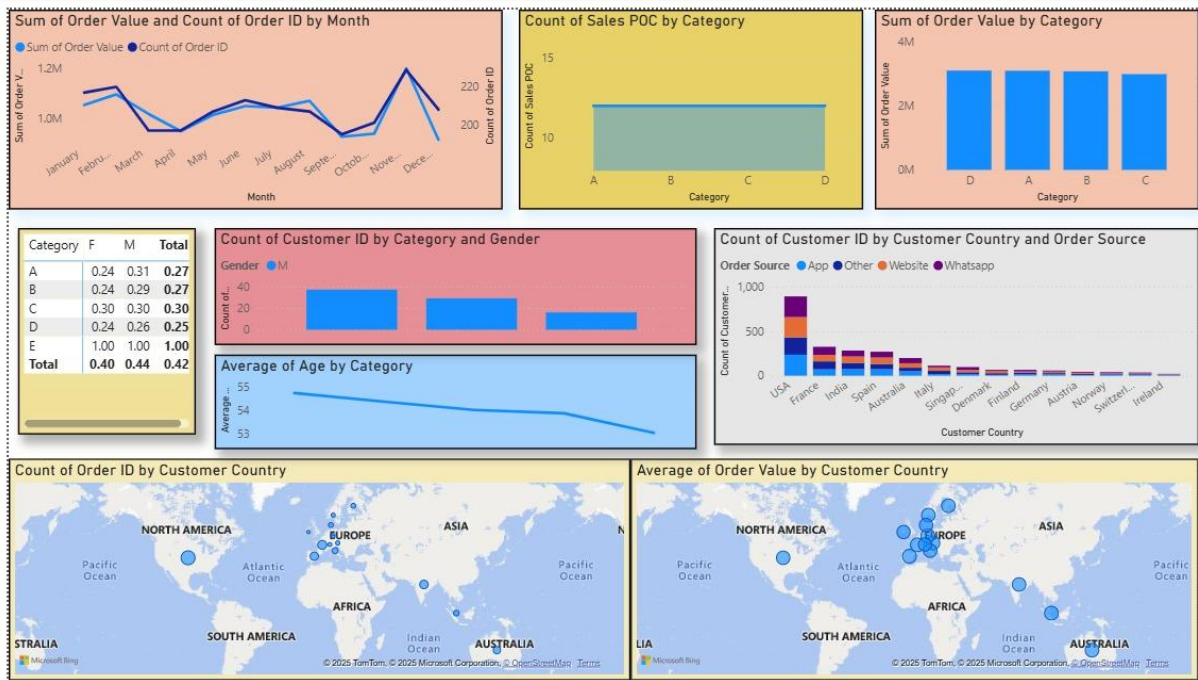 Sum of Order Value and Count of Order ID by Month
Sum of Order Value Count of Order ID
1.2M
1.0M
Sum of Order V...
220
200
Count of Order ID
January
Febru...
March
April
May
June
July
August
Septe...
Octob...
Nove...
Dece...
Month
Count of Sales POC by Category
15
10
Count of Sales POC
A B C D
Category
Sum of Order Value by Category
4M
2M
0M
Sum of Order Value
D A B C
Category
Category F M Total
A 0.24 0.31 0.27
B 0.24 0.29 0.27
C 0.30 0.30 0.30
D 0.24 0.26 0.25
E 1.00 1.00 1.00
Total 0.40 0.44 0.42
Count of Customer ID by Category and Gender
Gender M
40
20
0
Count of...
Average of Age by Category
55
54
53
Average ...
Count of Customer ID by Customer Country and Order Source
Order Source App Other Website Whatsapp
1,000
500
0
Count of Customer...
USA
France
India
Spain
Australia
Italy
Singap...
Denmark
Finland
Germany
Austria
Norway
Switzerl...
Ireland
Customer Country
Count of Order ID by Customer Country
NORTH AMERICA
EUROPE
ASIA
N
Pacific
Ocean
Atlantic
Ocean
Pacific
Ocean
AFRICA
SOUTH AMERICA
Indian
Ocean
STRALIA
AUSTRALIA
Microsoft Bing
© 2025 TomTom, © 2025 Microsoft Corporation, © OpenStreetMap Terms
Average of Order Value by Customer Country
NORTH AMERICA
EUROPE
ASIA
Pacific
Ocean
Atlantic
Ocean
Pacific
Ocean
AFRICA
SOUTH AMERICA
Indian
Ocean
LIA
AUSTRALIA
Microsoft Bing
© 2025 TomTom, © 2025 Microsoft Corporation, © OpenStreetMap Terms